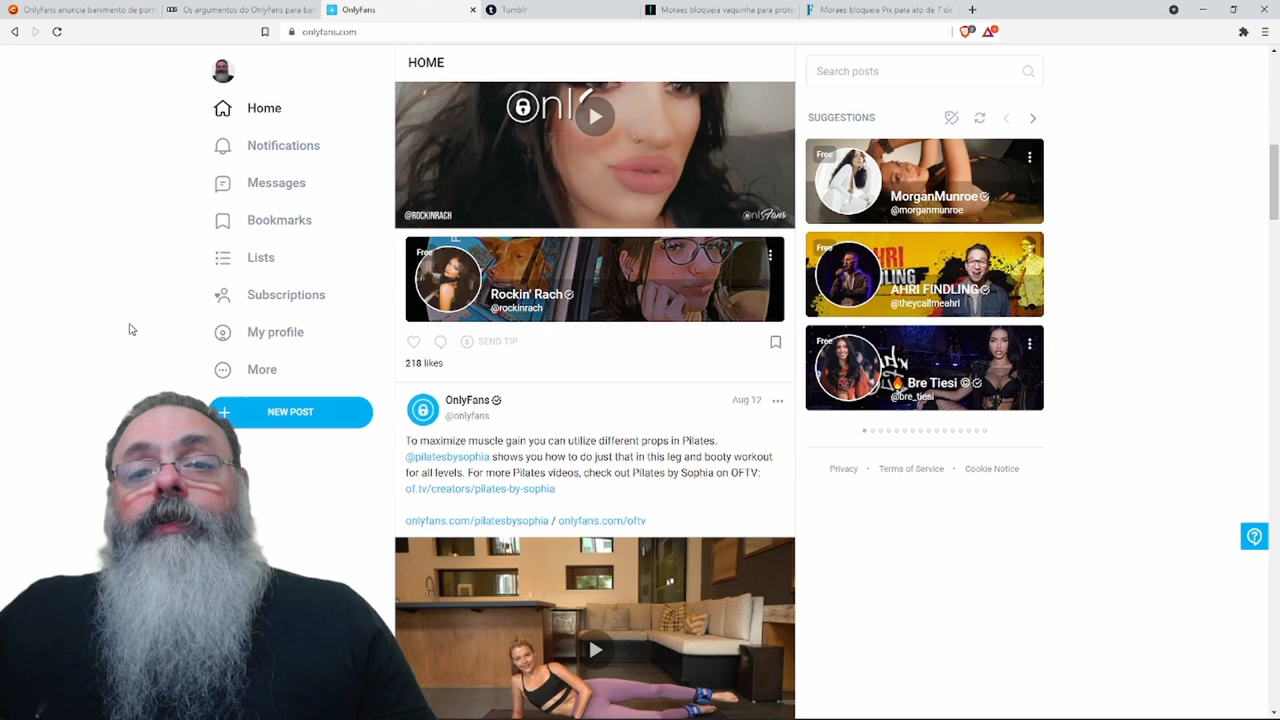 OnlyFans anuncia banimento de porn
Os argumentos do OnlyFans para ban
OnlyFans
Tumblr
Moraes bloqueia vaquinha para prote
Moraes bloqueia Pix para ato de 7 de
onlyfans.com
Home
Notifications
Messages
Bookmarks
Lists
Subscriptions
My profile
More
NEW POST
HOME
@ROCKINRACH
OnlyFans
Free
Rockin' Rach
@rockinrach
SEND TIP
218 likes
OnlyFans
@onlyfans
Aug 12
To maximize muscle gain you can utilize different props in Pilates.
@pilatesbysophia shows you how to do just that in this leg and booty workout
for all levels. For more Pilates videos, check out Pilates by Sophia on OFTV:
of.tv/creators/pilates-by-sophia
onlyfans.com/pilatesbysophia / onlyfans.com/oftv
Search posts
SUGGESTIONS
Free
MorganMunroe
@morganmunroe
Free
AHRI FINDLING
@theycallmeahri
Free
Bre Tiesi ©
@bre_tiesi
Privacy · Terms of Service · Cookie Notice